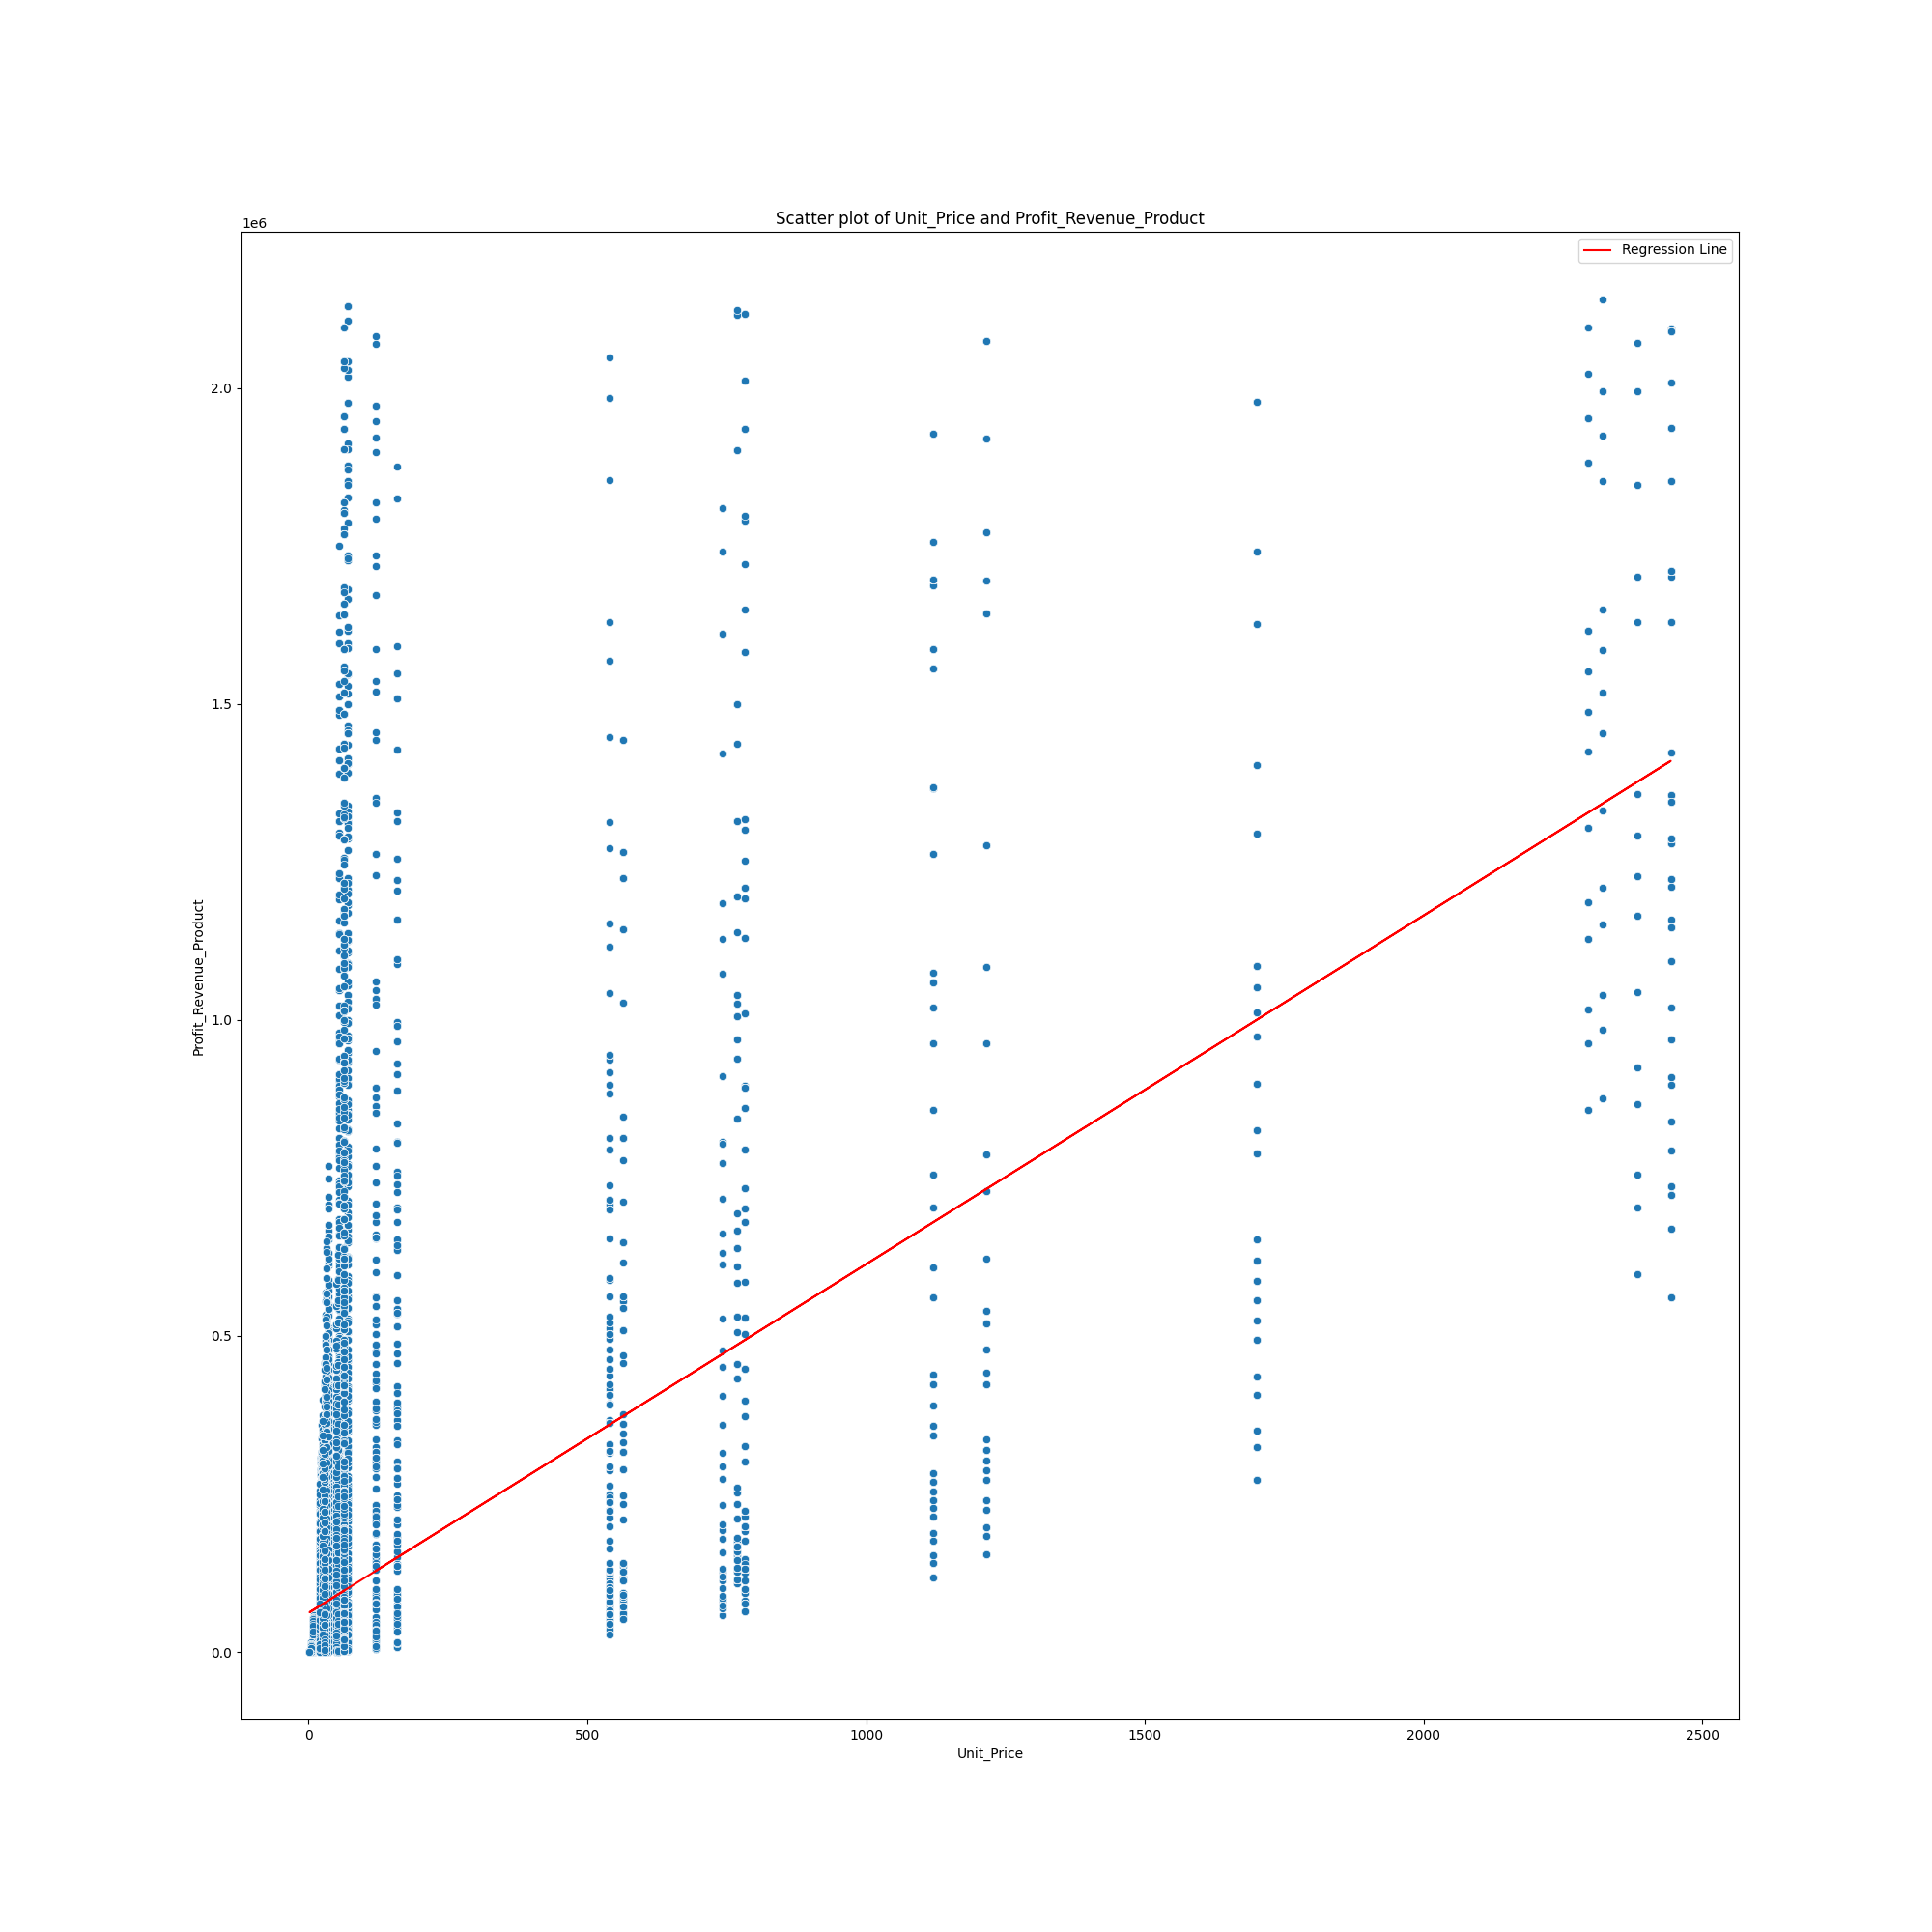 Scatter plot of Unit_Price and Profit_Revenue_Product
1e6
Regression Line
2.0
1.5
1.0
0.5
0.0
Profit_Revenue_Product
0 500 1000 1500 2000 2500
Unit_Price